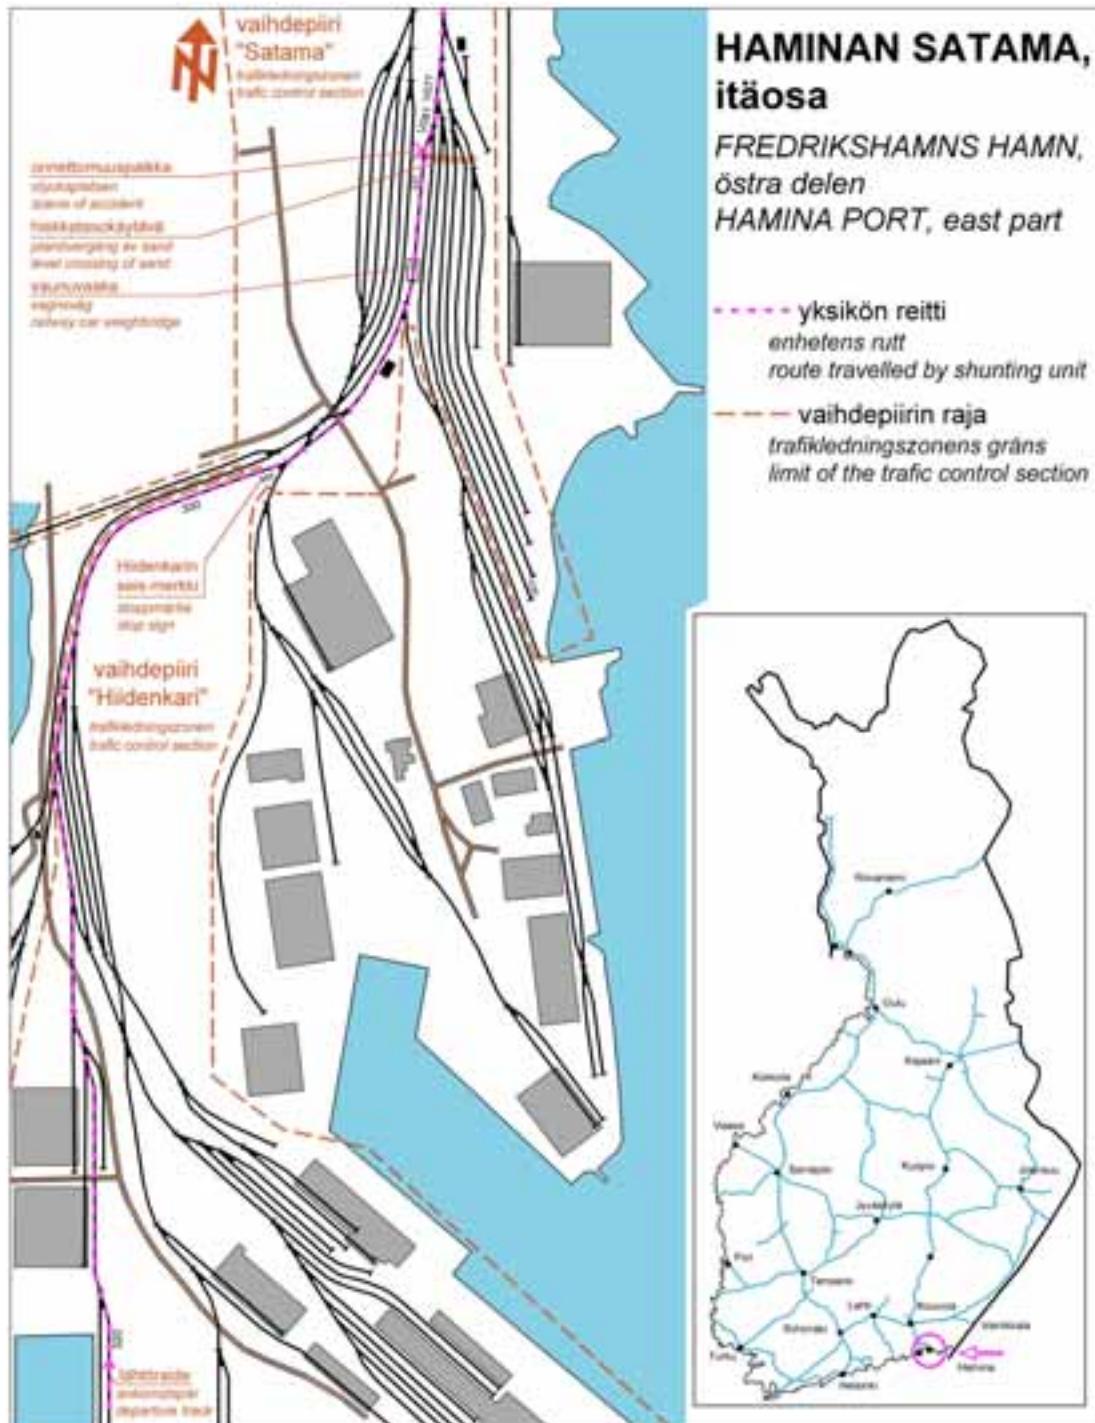 vaihdepiiri
"Satama"
trafikledningszonen
trafic control section
onnettomuuspaikka
olycksplatsen
scene of accident
hiekkatasokäytävä
plankorsning av sand
level crossing of sand
vaunuvaaka
vagnsvåg
railway car weighbridge
300
Hiidenkarin
seis-merkki
stoppmärke
stop sign
vaihdepiiri
"Hiidenkari"
trafikledningszonen
trafic control section
lähtöraide
departure track
HAMINAN SATAMA,
itäosa
FREDRIKSHAMNS HAMN,
östra delen
HAMINA PORT, east part
yksikön reitti
enhetens rutt
route travelled by shunting unit
vaihdepiirin raja
trafikledningszonens gräns
limit of the trafic control section
Rovaniemi
Oulu
Kajaani
Kokkola
Vaasa
Seinäjoki
Kuopio
Joensuu
Jyväskylä
Pori
Tampere
Lahti
Kouvola
Vainikkala
Riihimäki
Turku
Hamina
Helsinki